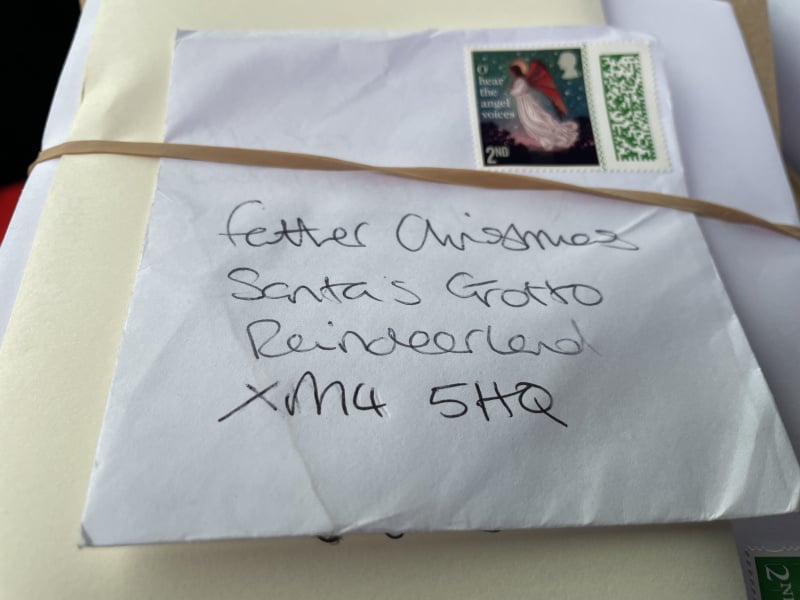 O
hear
the
angel
voices
2ND
Father Christmas
Santa's Grotto
Reindeerland
XM4 5HQ